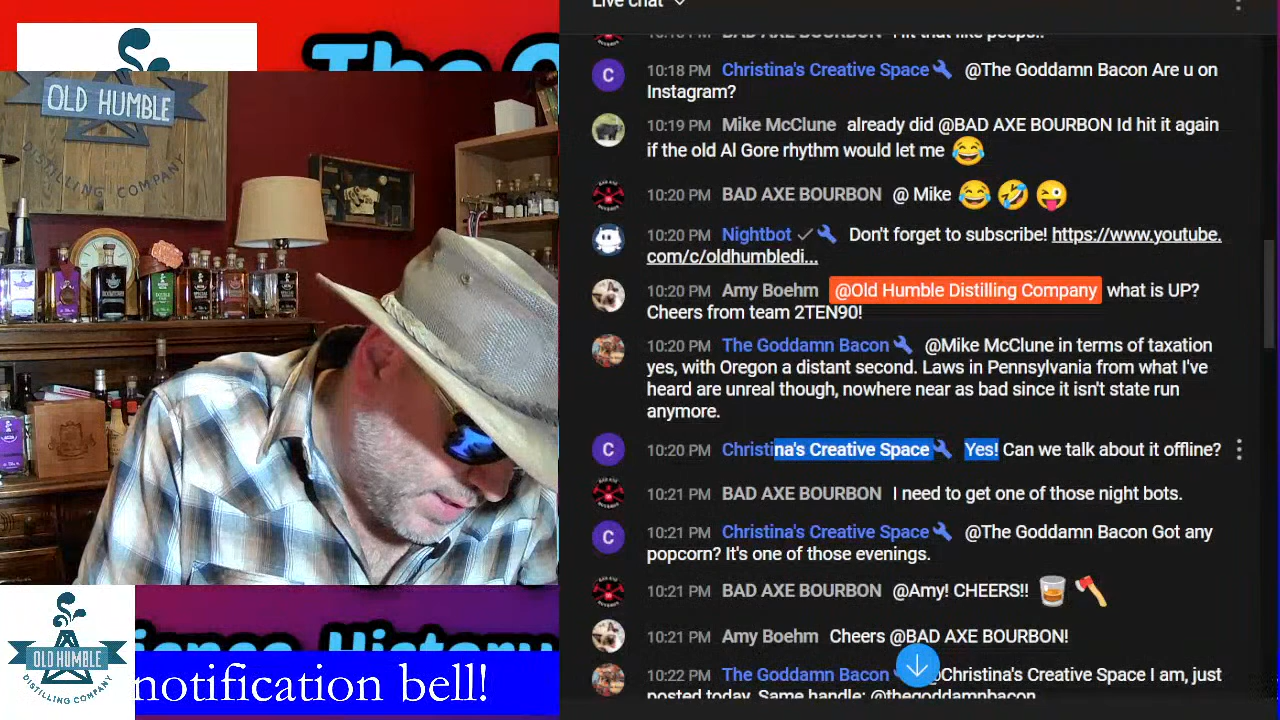 The
OLD HUMBLE
DISTILLING COMPANY
OLD HUMBLE
DISTILLING COMPANY
History
notification bell!
Live chat
BAD AXE BOURBON
10:18 PM Christina's Creative Space @The Goddamn Bacon Are u on
Instagram?
10:19 PM Mike McClune already did @BAD AXE BOURBON Id hit it again
if the old Al Gore rhythm would let me 😂
10:20 PM BAD AXE BOURBON @ Mike 😂 🤣 😜
10:20 PM Nightbot Don't forget to subscribe! https://www.youtube.
com/c/oldhumbledi...
10:20 PM Amy Boehm @Old Humble Distilling Company what is UP?
Cheers from team 2TEN90!
10:20 PM The Goddamn Bacon @Mike McClune in terms of taxation
yes, with Oregon a distant second. Laws in Pennsylvania from what I've
heard are unreal though, nowhere near as bad since it isn't state run
anymore.
C 10:20 PM Christina's Creative Space Yes! Can we talk about it offline?
10:21 PM BAD AXE BOURBON I need to get one of those night bots.
C 10:21 PM Christina's Creative Space @The Goddamn Bacon Got any
popcorn? It's one of those evenings.
10:21 PM BAD AXE BOURBON @Amy! CHEERS!! 🥃 🪓
10:21 PM Amy Boehm Cheers @BAD AXE BOURBON!
10:22 PM The Goddamn Bacon @Christina's Creative Space I am, just
posted today. Same handle: @thegoddamnbacon